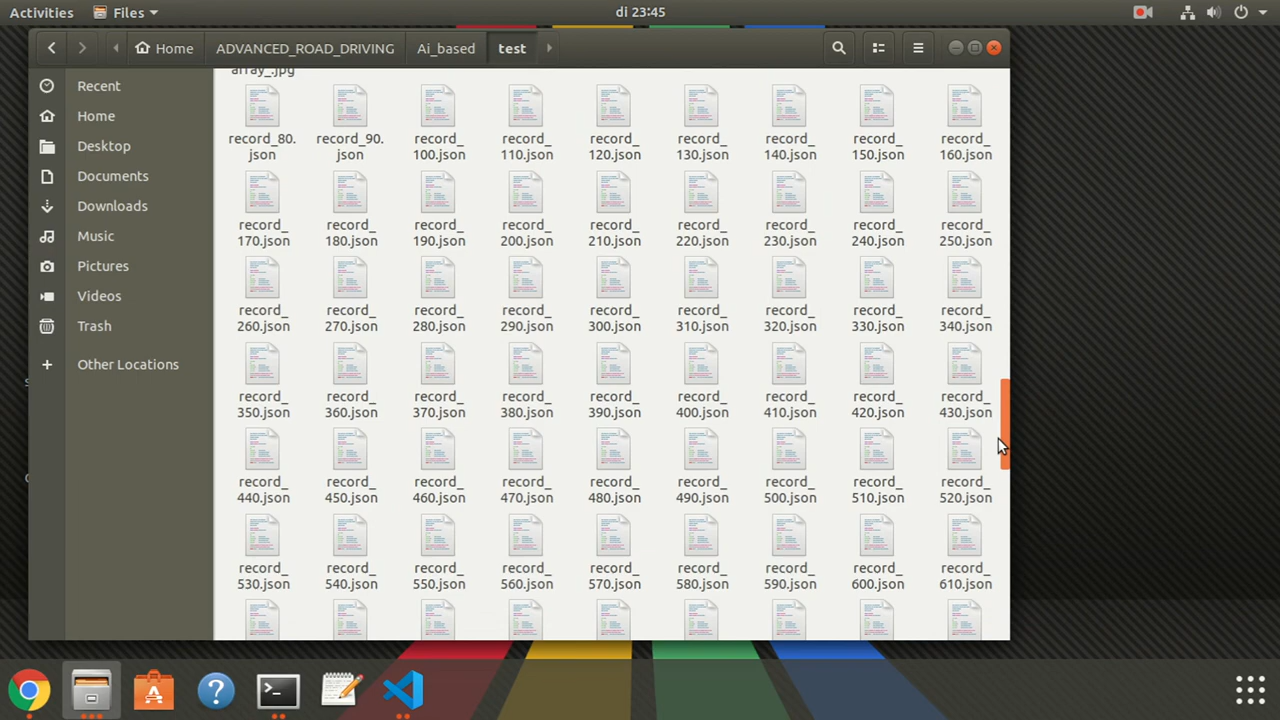 Activities Files di 23:45
Home ADVANCED_ROAD_DRIVING Ai_based test
Recent
Home
Desktop
Documents
Downloads
Music
Pictures
Videos
Trash
Other Locations
array_.jpg
record_80. record_90. record_ record_ record_ record_ record_ record_ record_
json json 100.json 110.json 120.json 130.json 140.json 150.json 160.json
record_ record_ record_ record_ record_ record_ record_ record_ record_
170.json 180.json 190.json 200.json 210.json 220.json 230.json 240.json 250.json
record_ record_ record_ record_ record_ record_ record_ record_ record_
260.json 270.json 280.json 290.json 300.json 310.json 320.json 330.json 340.json
record_ record_ record_ record_ record_ record_ record_ record_ record_
350.json 360.json 370.json 380.json 390.json 400.json 410.json 420.json 430.json
record_ record_ record_ record_ record_ record_ record_ record_ record_
440.json 450.json 460.json 470.json 480.json 490.json 500.json 510.json 520.json
record_ record_ record_ record_ record_ record_ record_ record_ record_
530.json 540.json 550.json 560.json 570.json 580.json 590.json 600.json 610.json